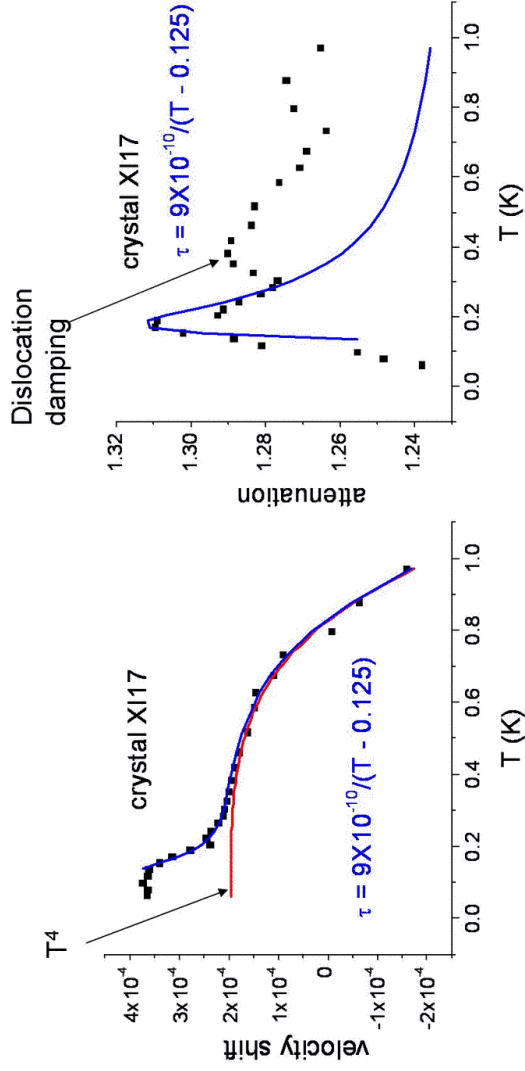 T⁴
crystal XI17
velocity shift
4x10⁻⁴
3x10⁻⁴
2x10⁻⁴
1x10⁻⁴
0
-1x10⁻⁴
-2x10⁻⁴
τ = 9X10⁻¹⁰/(T - 0.125)
0.0 0.2 0.4 0.6 0.8 1.0
T (K)
Dislocation
damping
crystal XI17
τ = 9X10⁻¹⁰/(T - 0.125)
attenuation
1.32
1.30
1.28
1.26
1.24
0.0 0.2 0.4 0.6 0.8 1.0
T (K)